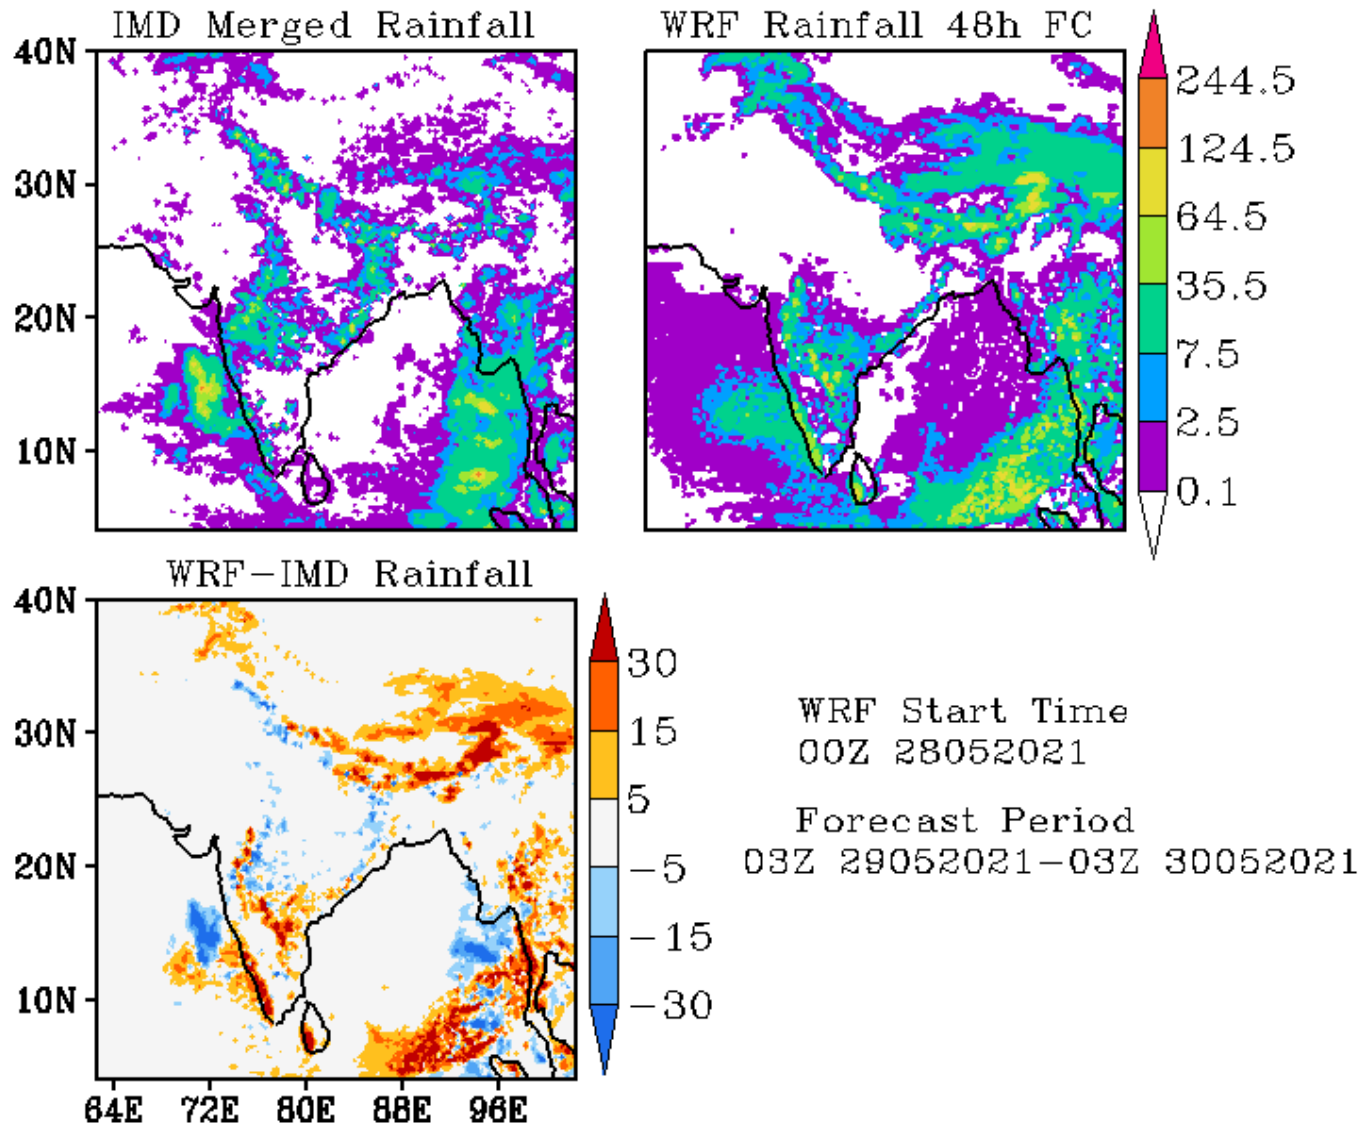 IMD Merged Rainfall
WRF Rainfall 48h FC
40N
30N
20N
10N
244.5
124.5
64.5
35.5
7.5
2.5
0.1
WRF-IMD Rainfall
40N
30N
20N
10N
64E 72E 80E 88E 96E
30
15
5
-5
-15
-30
WRF Start Time
00Z 28052021
Forecast Period
03Z 29052021-03Z 30052021